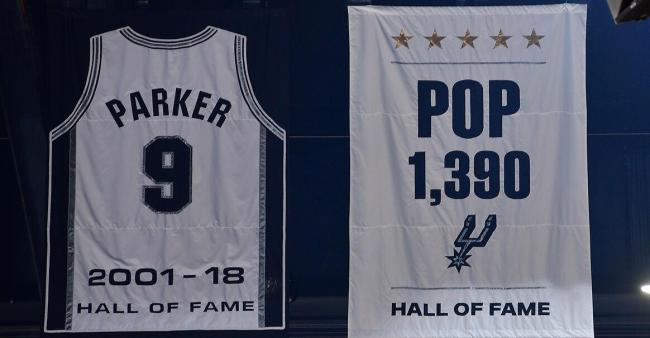 PARKER
9
2001-18
HALL OF FAME
POP
1,390
HALL OF FAME